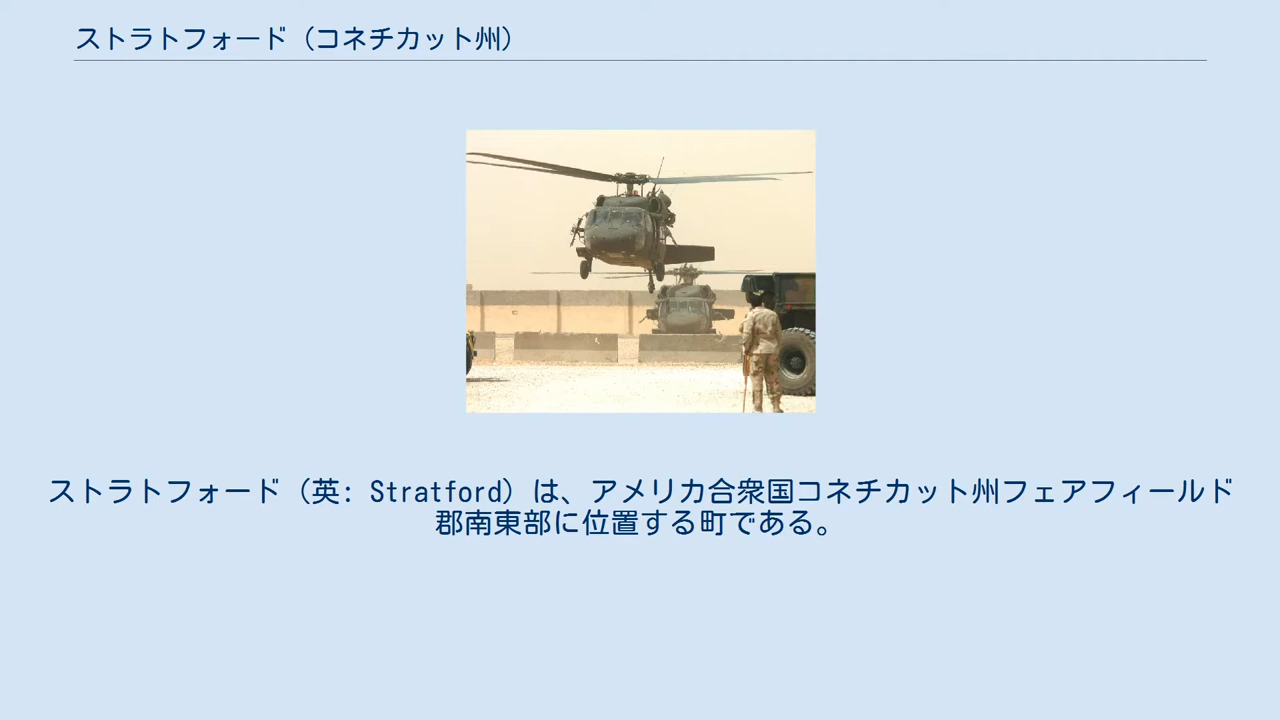 ストラトフォード（コネチカット州）
ストラトフォード（英: Stratford）は、アメリカ合衆国コネチカット州フェアフィールド
郡南東部に位置する町である。